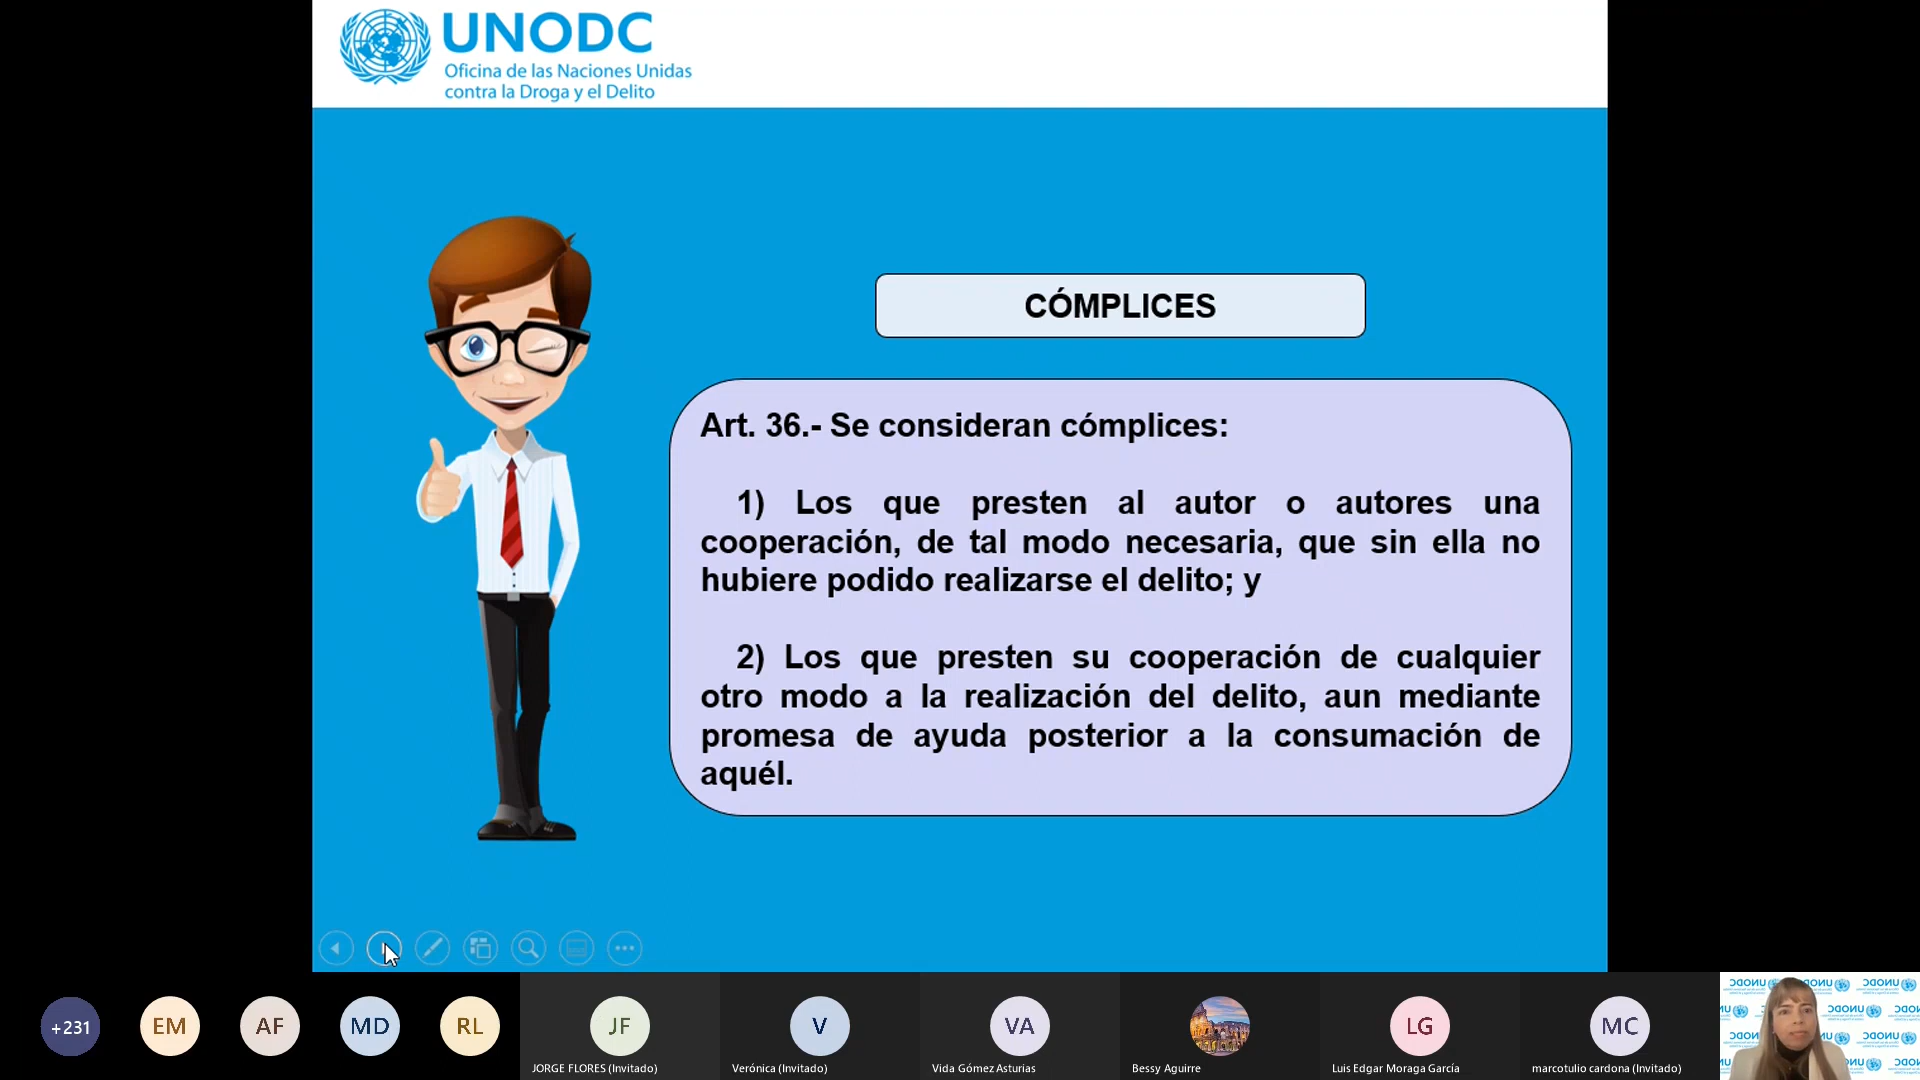 UNODC
Oficina de las Naciones Unidas
contra la Droga y el Delito
CÓMPLICES
Art. 36.- Se consideran cómplices:
1) Los que presten al autor o autores una
cooperación, de tal modo necesaria, que sin ella no
hubiere podido realizarse el delito; y
2) Los que presten su cooperación de cualquier
otro modo a la realización del delito, aun mediante
promesa de ayuda posterior a la consumación de
aquél.
+231
EM
AF
MD
RL
JF
V
VA
LG
MC
JORGE FLORES (Invitado)
Verónica (Invitado)
Vida Gómez Asturias
Bessy Aguirre
Luis Edgar Moraga García
marcotulio cardona (Invitado)